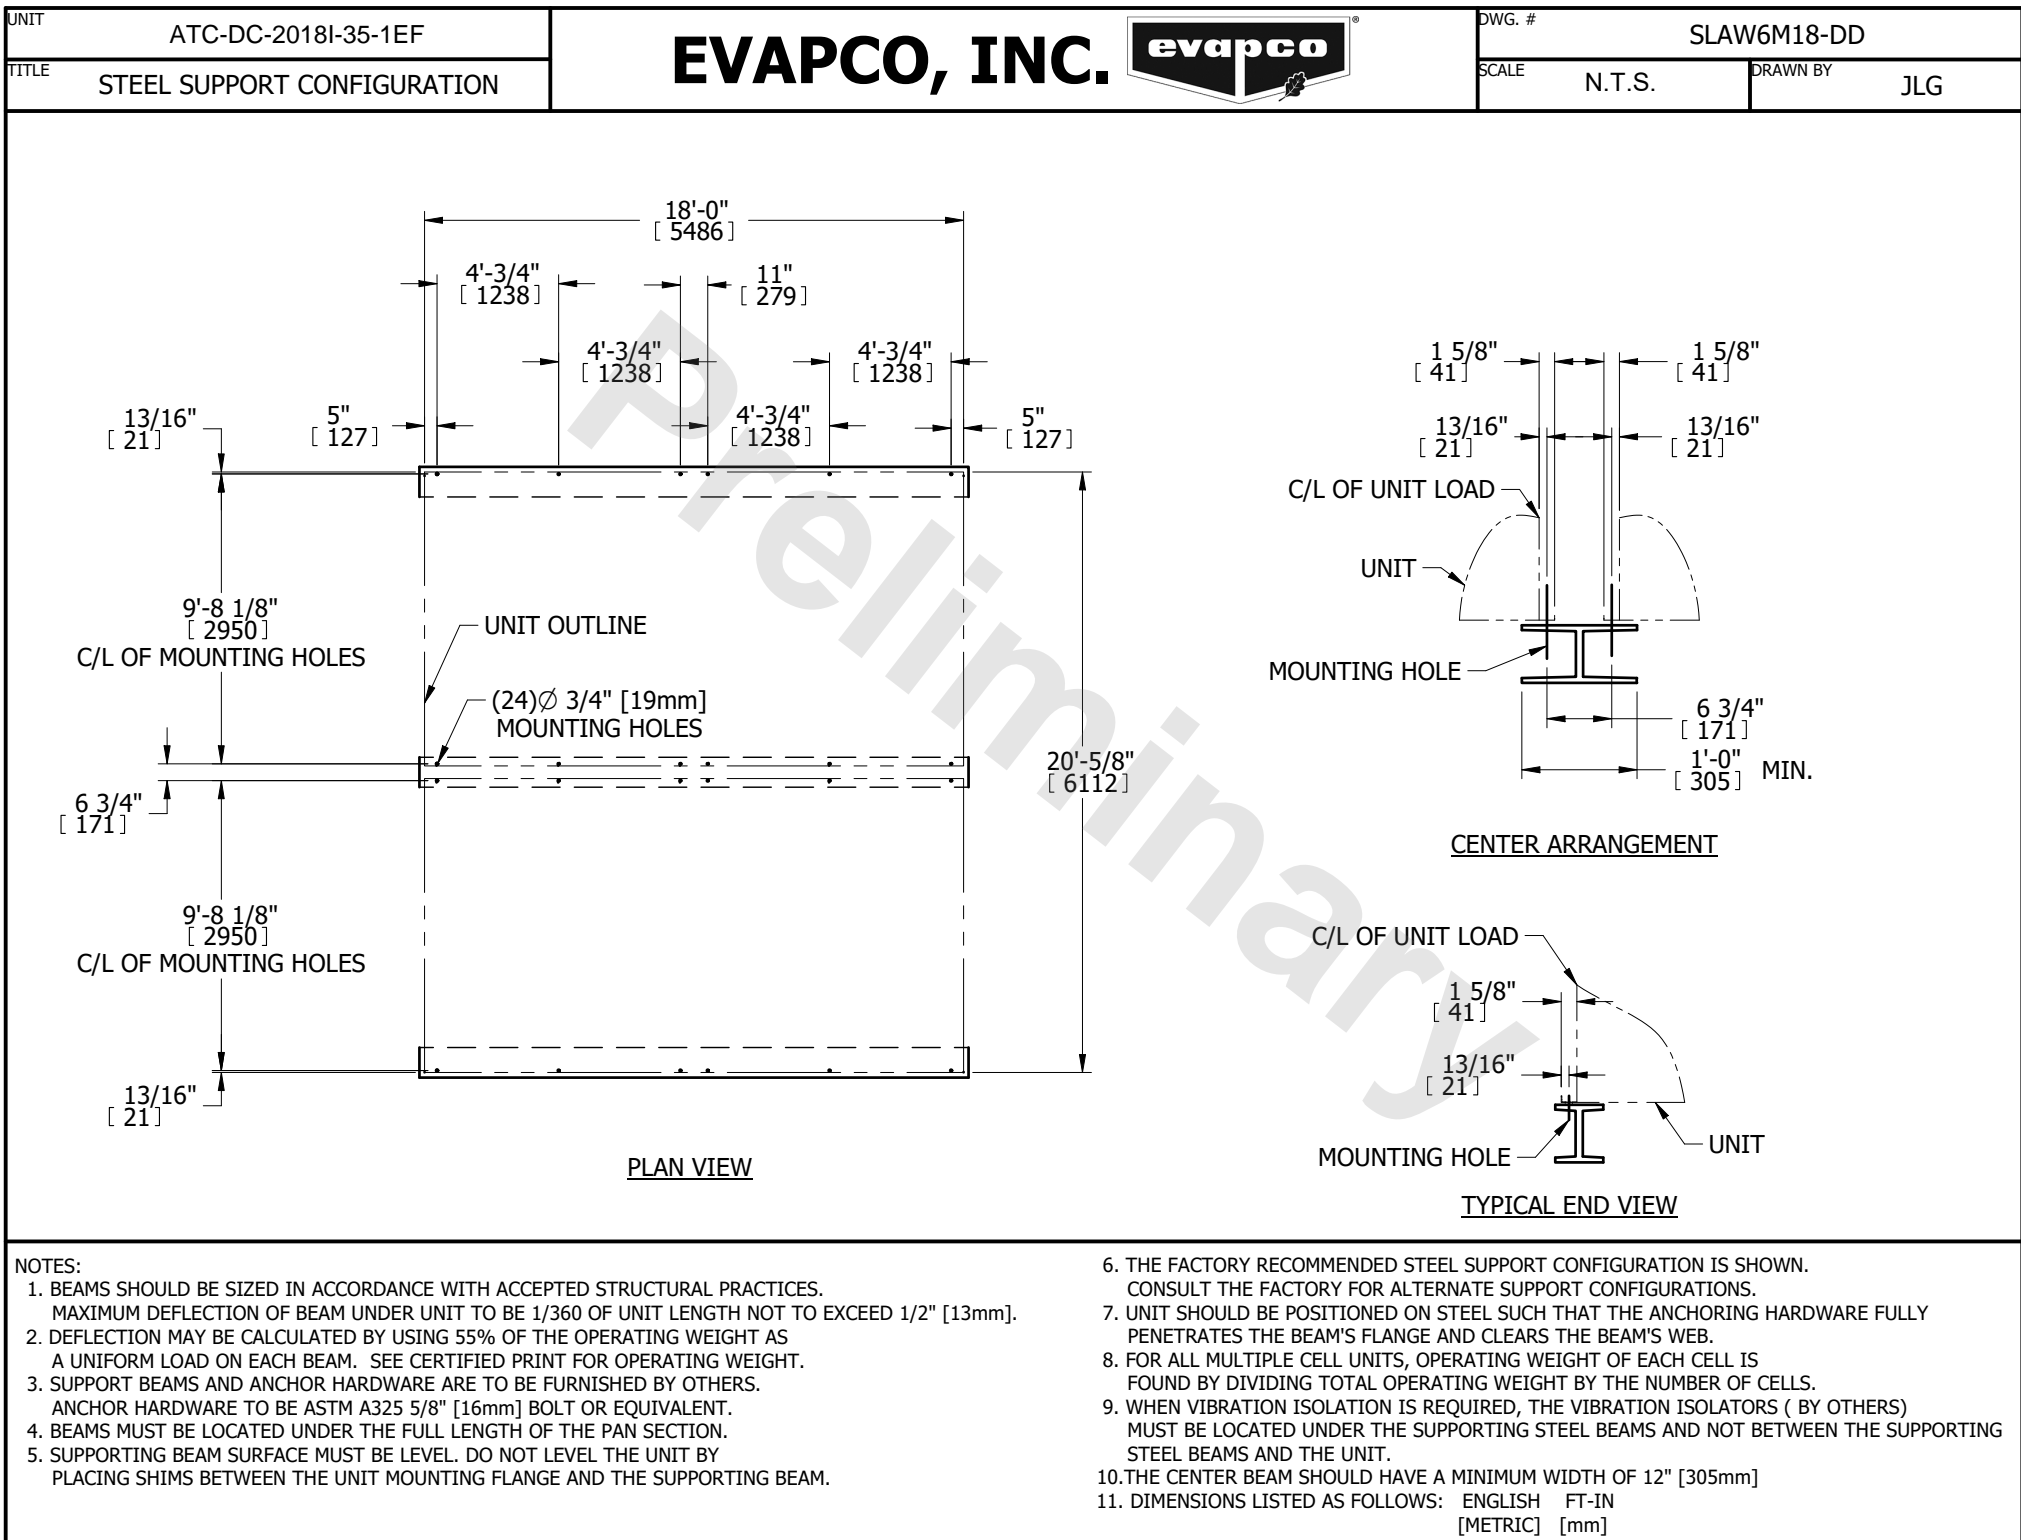 UNIT
ATC-DC-2018I-35-1EF
TITLE
STEEL SUPPORT CONFIGURATION
EVAPCO, INC.
evapco
®
DWG. #
SLAW6M18-DD
SCALE
N.T.S.
DRAWN BY
JLG
18'-0"
[ 5486 ]
4'-3/4"
[ 1238 ]
11"
[ 279 ]
4'-3/4"
[ 1238 ]
4'-3/4"
[ 1238 ]
13/16"
[ 21 ]
5"
[ 127 ]
4'-3/4"
[ 1238 ]
5"
[ 127 ]
9'-8 1/8"
[ 2950 ]
C/L OF MOUNTING HOLES
UNIT OUTLINE
(24)∅ 3/4" [19mm]
MOUNTING HOLES
6 3/4"
[ 171 ]
20'-5/8"
[ 6112 ]
9'-8 1/8"
[ 2950 ]
C/L OF MOUNTING HOLES
13/16"
[ 21 ]
PLAN VIEW
Preliminary
1 5/8"
[ 41 ]
1 5/8"
[ 41 ]
13/16"
[ 21 ]
13/16"
[ 21 ]
C/L OF UNIT LOAD
UNIT
MOUNTING HOLE
6 3/4"
[ 171 ]
1'-0"
[ 305 ]
MIN.
CENTER ARRANGEMENT
C/L OF UNIT LOAD
1 5/8"
[ 41 ]
13/16"
[ 21 ]
MOUNTING HOLE
UNIT
TYPICAL END VIEW
NOTES:
1. BEAMS SHOULD BE SIZED IN ACCORDANCE WITH ACCEPTED STRUCTURAL PRACTICES.
MAXIMUM DEFLECTION OF BEAM UNDER UNIT TO BE 1/360 OF UNIT LENGTH NOT TO EXCEED 1/2" [13mm].
2. DEFLECTION MAY BE CALCULATED BY USING 55% OF THE OPERATING WEIGHT AS
A UNIFORM LOAD ON EACH BEAM. SEE CERTIFIED PRINT FOR OPERATING WEIGHT.
3. SUPPORT BEAMS AND ANCHOR HARDWARE ARE TO BE FURNISHED BY OTHERS.
ANCHOR HARDWARE TO BE ASTM A325 5/8" [16mm] BOLT OR EQUIVALENT.
4. BEAMS MUST BE LOCATED UNDER THE FULL LENGTH OF THE PAN SECTION.
5. SUPPORTING BEAM SURFACE MUST BE LEVEL. DO NOT LEVEL THE UNIT BY
PLACING SHIMS BETWEEN THE UNIT MOUNTING FLANGE AND THE SUPPORTING BEAM.
6. THE FACTORY RECOMMENDED STEEL SUPPORT CONFIGURATION IS SHOWN.
CONSULT THE FACTORY FOR ALTERNATE SUPPORT CONFIGURATIONS.
7. UNIT SHOULD BE POSITIONED ON STEEL SUCH THAT THE ANCHORING HARDWARE FULLY
PENETRATES THE BEAM'S FLANGE AND CLEARS THE BEAM'S WEB.
8. FOR ALL MULTIPLE CELL UNITS, OPERATING WEIGHT OF EACH CELL IS
FOUND BY DIVIDING TOTAL OPERATING WEIGHT BY THE NUMBER OF CELLS.
9. WHEN VIBRATION ISOLATION IS REQUIRED, THE VIBRATION ISOLATORS ( BY OTHERS)
MUST BE LOCATED UNDER THE SUPPORTING STEEL BEAMS AND NOT BETWEEN THE SUPPORTING
STEEL BEAMS AND THE UNIT.
10.THE CENTER BEAM SHOULD HAVE A MINIMUM WIDTH OF 12" [305mm]
11. DIMENSIONS LISTED AS FOLLOWS: ENGLISH FT-IN
[METRIC] [mm]